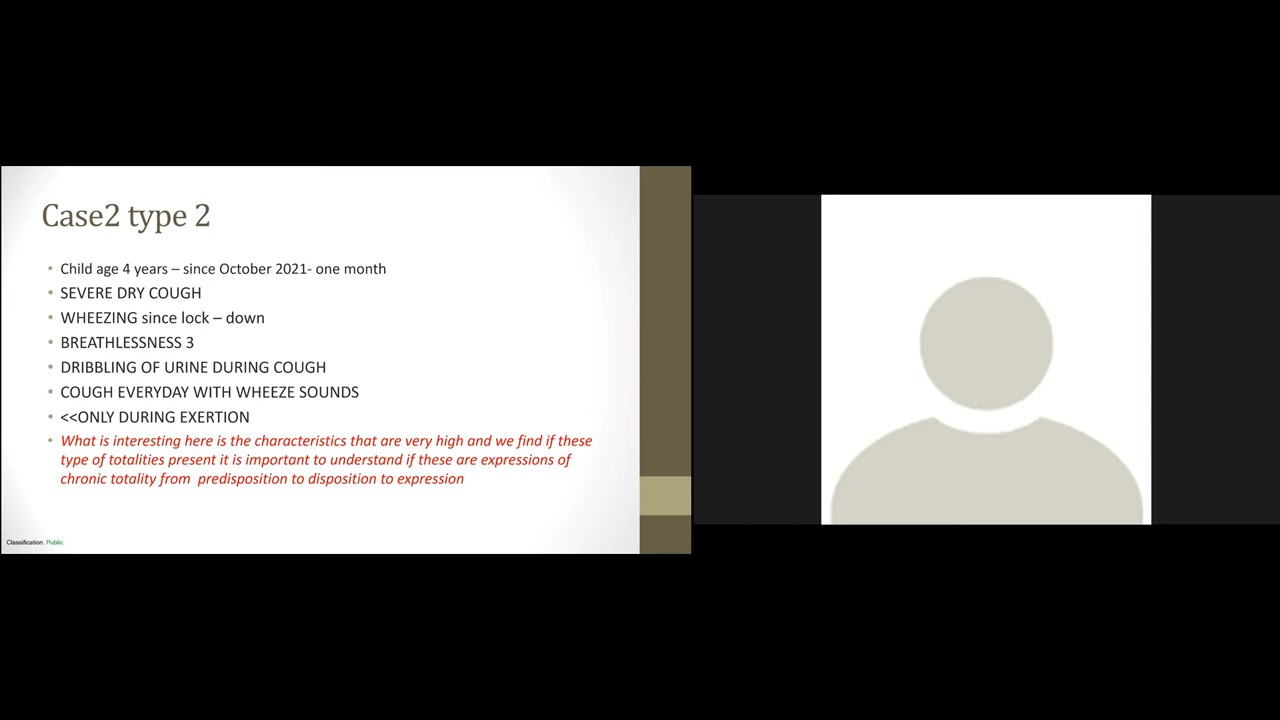 Case2 type 2
• Child age 4 years – since October 2021- one month
• SEVERE DRY COUGH
• WHEEZING since lock – down
• BREATHLESSNESS 3
• DRIBBLING OF URINE DURING COUGH
• COUGH EVERYDAY WITH WHEEZE SOUNDS
• <<ONLY DURING EXERTION
• What is interesting here is the characteristics that are very high and we find if these
type of totalities present it is important to understand if these are expressions of
chronic totality from predisposition to disposition to expression
Classification: Public